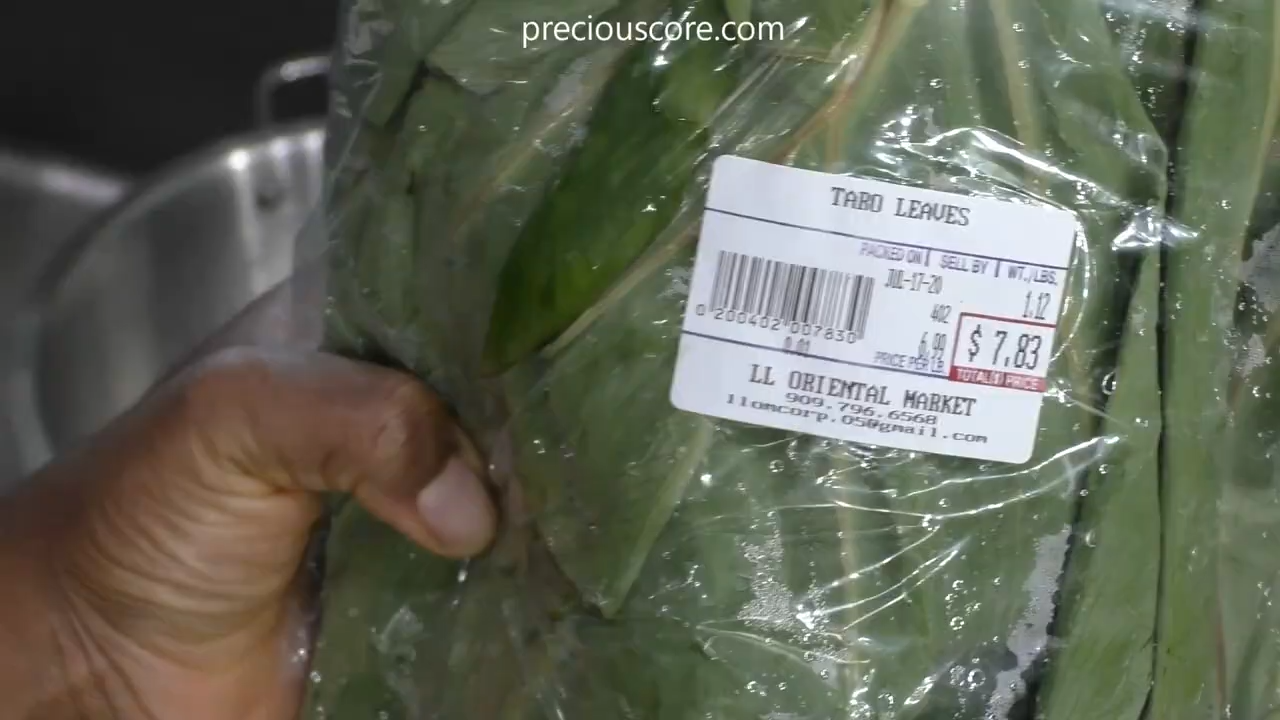 preciouscore.com
TARO LEAVES
PACKED ON SELL BY WT./LBS.
JUL-17-20 1.12
402
0 200402 007830 6.99 $ 7.83
0.01 PRICE PER LB. TOTAL($) PRICE
LL ORIENTAL MARKET
909.796.6568
llomcorp.05@gmail.com